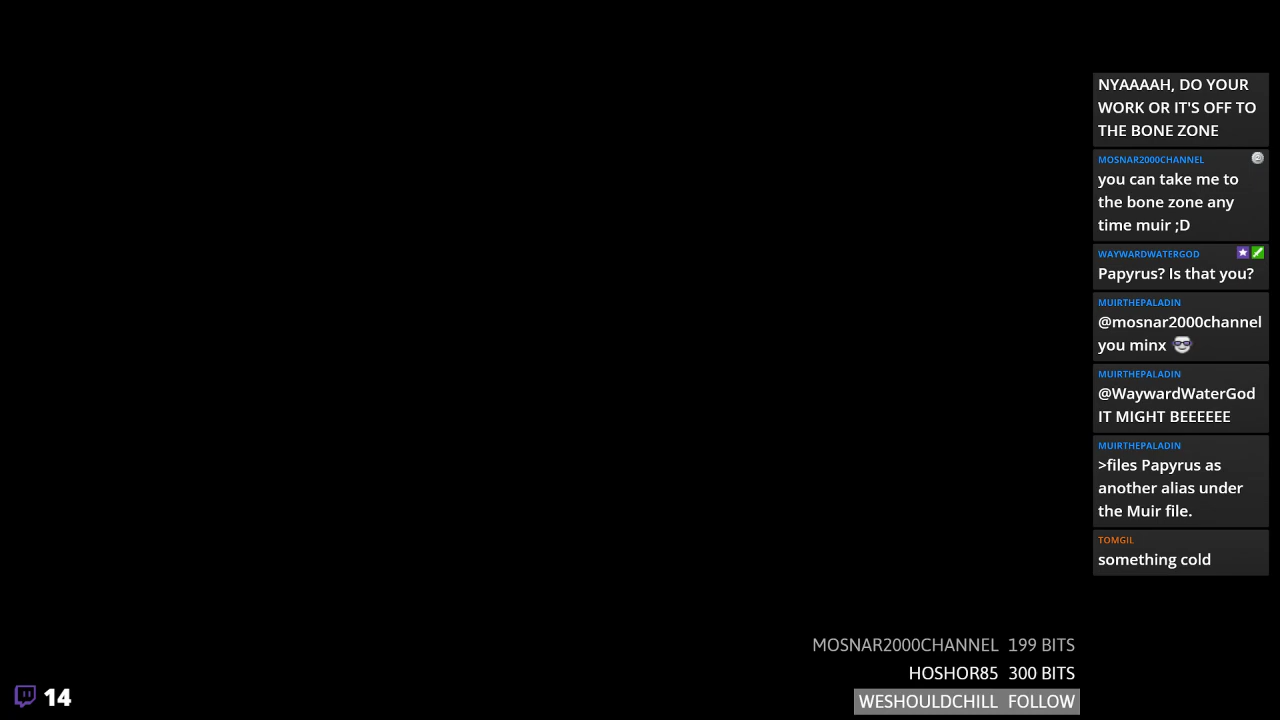 NYAAAAH, DO YOUR
WORK OR IT'S OFF TO
THE BONE ZONE
MOSNAR2000CHANNEL
you can take me to
the bone zone any
time muir ;D
WAYWARDWATERGOD
Papyrus? Is that you?
MUIRTHEPALADIN
@mosnar2000channel
you minx
MUIRTHEPALADIN
@WaywardWaterGod
IT MIGHT BEEEEEE
MUIRTHEPALADIN
>files Papyrus as
another alias under
the Muir file.
TOMGIL
something cold
MOSNAR2000CHANNEL 199 BITS
HOSHOR85 300 BITS
WESHOULDCHILL FOLLOW
14